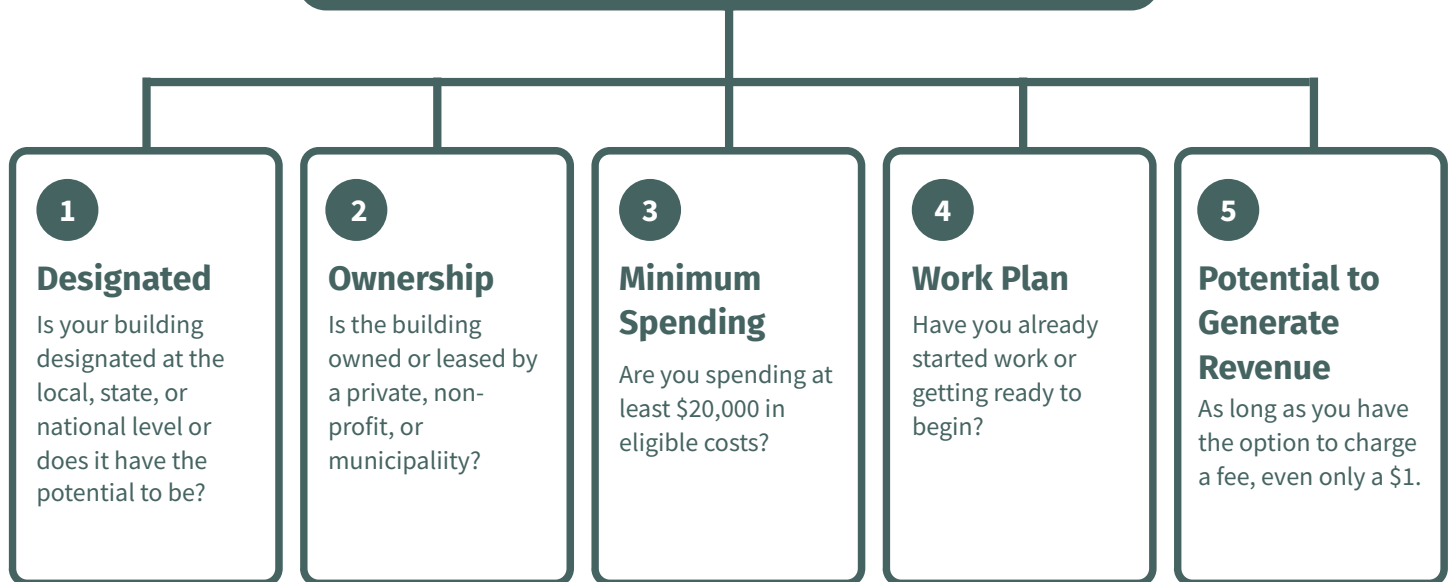 1
Designated
Is your building
designated at the
local, state, or
national level or
does it have the
potential to be?
2
Ownership
Is the building
owned or leased by
a private, non-
profit, or
municipaliity?
3
Minimum
Spending
Are you spending at
least $20,000 in
eligible costs?
4
Work Plan
Have you already
started work or
getting ready to
begin?
5
Potential to
Generate
Revenue
As long as you have
the option to charge
a fee, even only a $1.